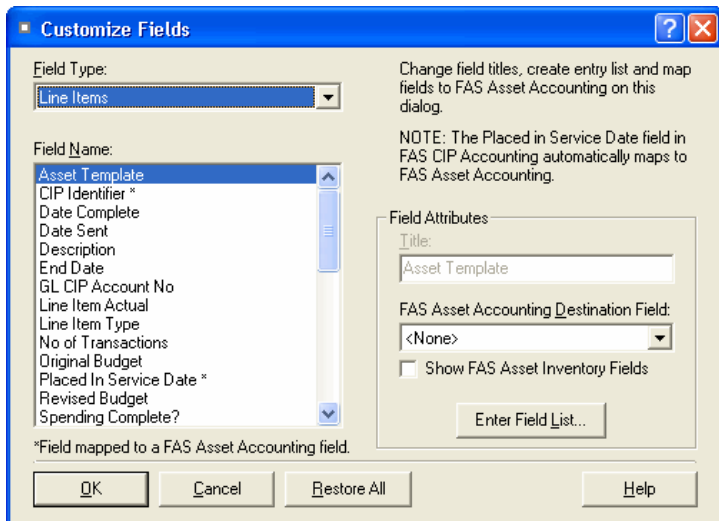 Customize Fields
Field Type:
Line Items
Field Name:
Asset Template
CIP Identifier *
Date Complete
Date Sent
Description
End Date
GL CIP Account No
Line Item Actual
Line Item Type
No of Transactions
Original Budget
Placed In Service Date *
Revised Budget
Spending Complete?
*Field mapped to a FAS Asset Accounting field.
Change field titles, create entry list and map
fields to FAS Asset Accounting on this
dialog.
NOTE: The Placed in Service Date field in
FAS CIP Accounting automatically maps to
FAS Asset Accounting.
Field Attributes
Title:
Asset Template
FAS Asset Accounting Destination Field:
<None>
Show FAS Asset Inventory Fields
Enter Field List...
OK
Cancel
Restore All
Help